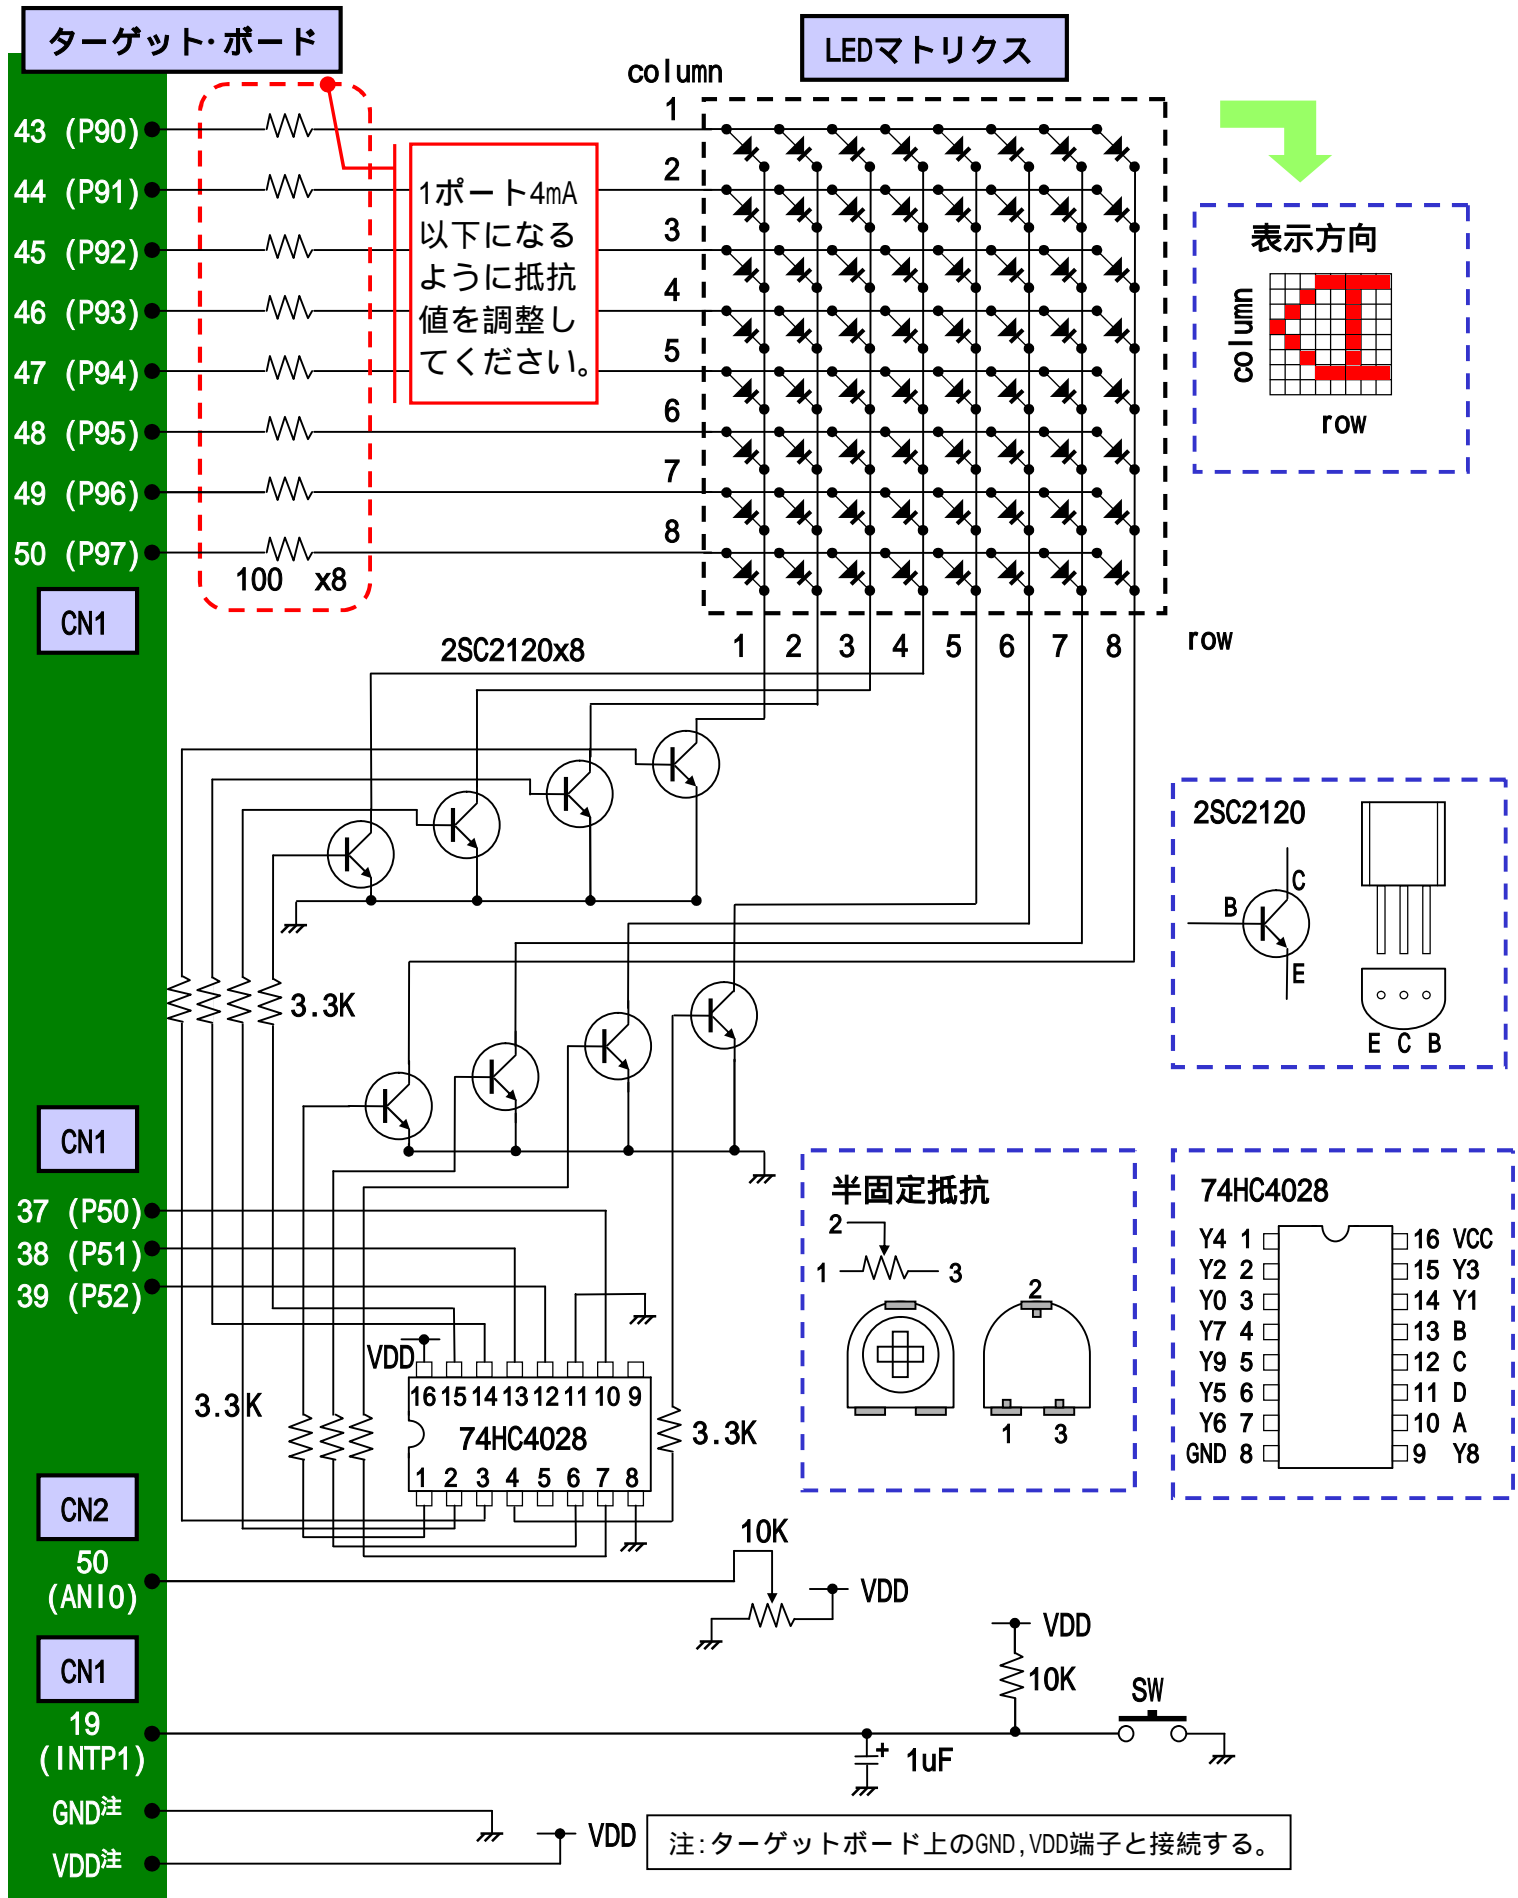 ターゲット・ボード
LEDマトリクス
column
43 (P90)
44 (P91)
45 (P92)
46 (P93)
47 (P94)
48 (P95)
49 (P96)
50 (P97)
1
2
3
4
5
6
7
8
1ポート4mA
以下になる
ように抵抗
値を調整し
てください。
100 x8
表示方向
column
row
CN1
2SC2120x8
1 2 3 4 5 6 7 8 row
3.3K
2SC2120
B
C
E
E C B
CN1
37 (P50)
38 (P51)
39 (P52)
VDD
16 15 14 13 12 11 10 9
74HC4028
1 2 3 4 5 6 7 8
3.3K
3.3K
半固定抵抗
2
1 3
2
1 3
74HC4028
Y4 1 16 VCC
Y2 2 15 Y3
Y0 3 14 Y1
Y7 4 13 B
Y9 5 12 C
Y5 6 11 D
Y6 7 10 A
GND 8 9 Y8
CN2
50
(ANI0)
10K
VDD
CN1
19
(INTP1)
VDD
10K
SW
+
1uF
GND注
VDD注
VDD
注:ターゲットボード上のGND,VDD端子と接続する。